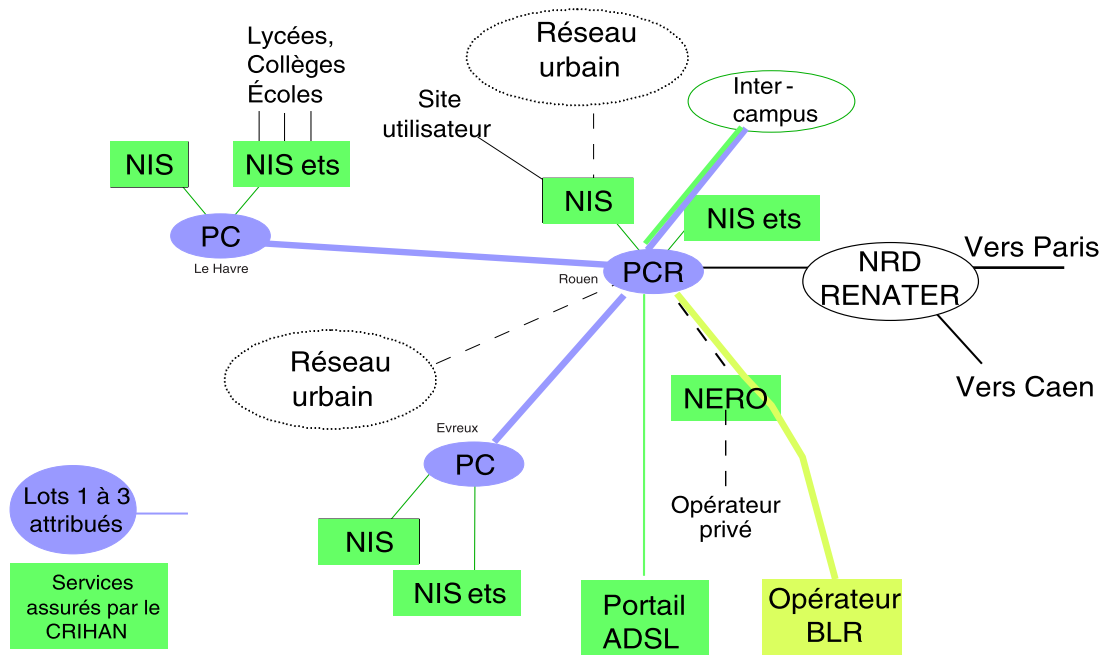 Lycées,
Collèges
Écoles
Réseau
urbain
Inter -
campus
Site
utilisateur
NIS
NIS ets
NIS
NIS ets
PC
Le Havre
Rouen
PCR
NRD
RENATER
Vers Paris
Vers Caen
Réseau
urbain
NERO
Evreux
PC
Opérateur
privé
Lots 1 à 3
attribués
NIS
NIS ets
Services
assurés par le
CRIHAN
Portail
ADSL
Opérateur
BLR